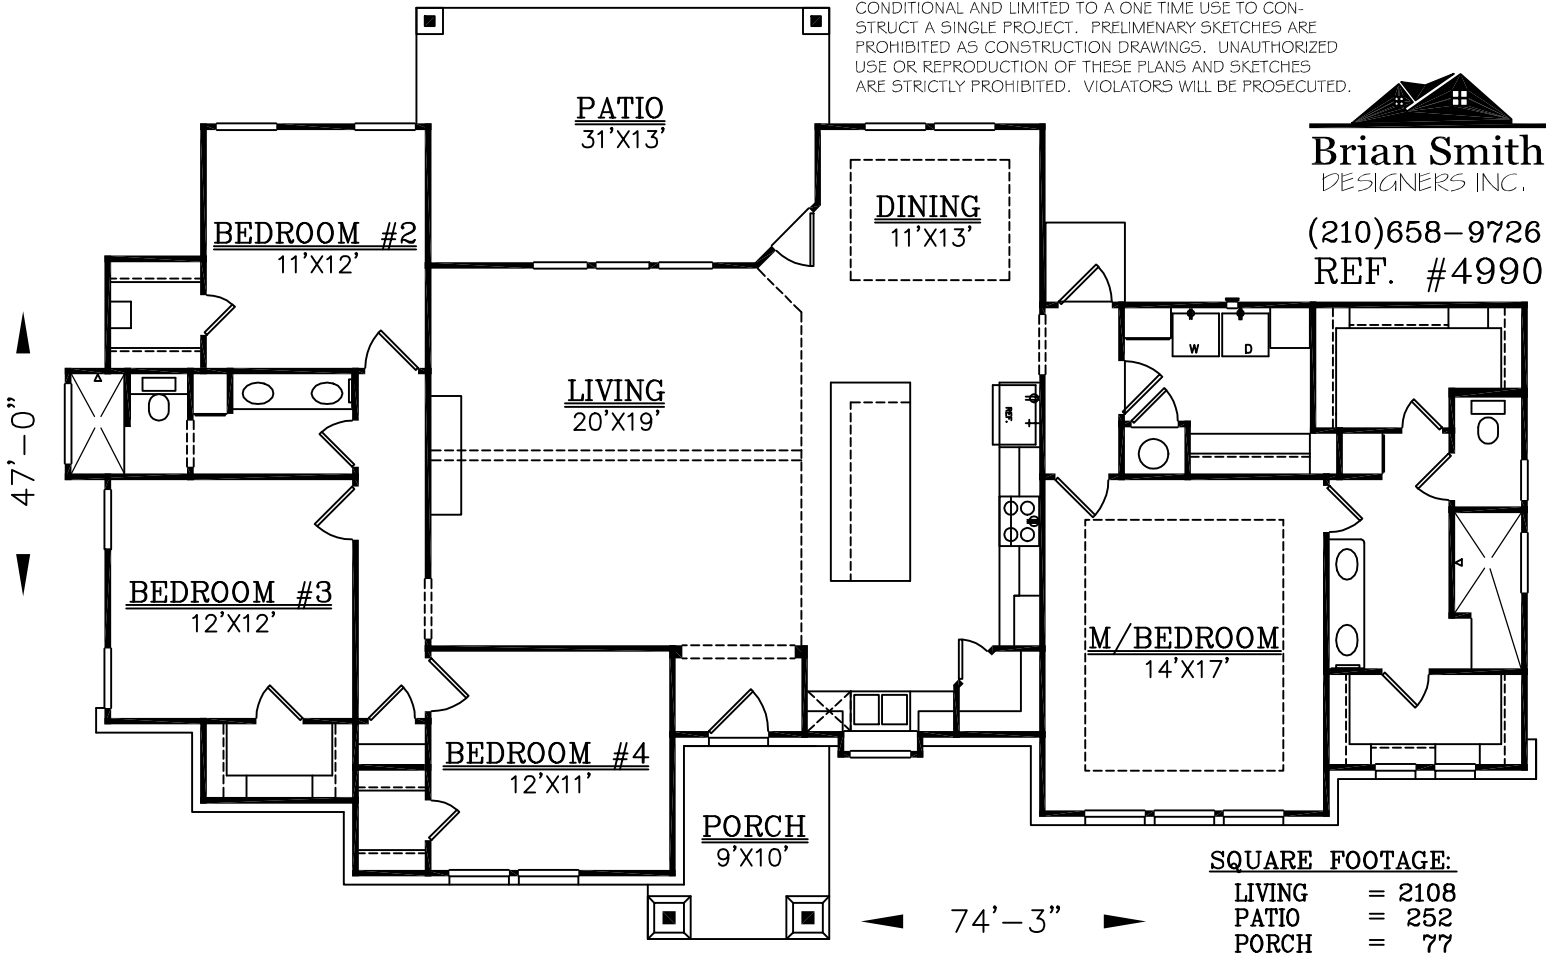 CONDITIONAL AND LIMITED TO A ONE TIME USE TO CON-
STRUCT A SINGLE PROJECT. PRELIMENARY SKETCHES ARE
PROHIBITED AS CONSTRUCTION DRAWINGS. UNAUTHORIZED
USE OR REPRODUCTION OF THESE PLANS AND SKETCHES
ARE STRICTLY PROHIBITED. VIOLATORS WILL BE PROSECUTED.
Brian Smith
DESIGNERS INC.
(210)658-9726
REF. #4990
PATIO
31'X13'
DINING
11'X13'
BEDROOM #2
11'X12'
W
D
LIVING
20'X19'
REF.
47'-0"
BEDROOM #3
12'X12'
M/BEDROOM
14'X17'
BEDROOM #4
12'X11'
PORCH
9'X10'
74'-3"
SQUARE FOOTAGE:
LIVING = 2108
PATIO = 252
PORCH = 77